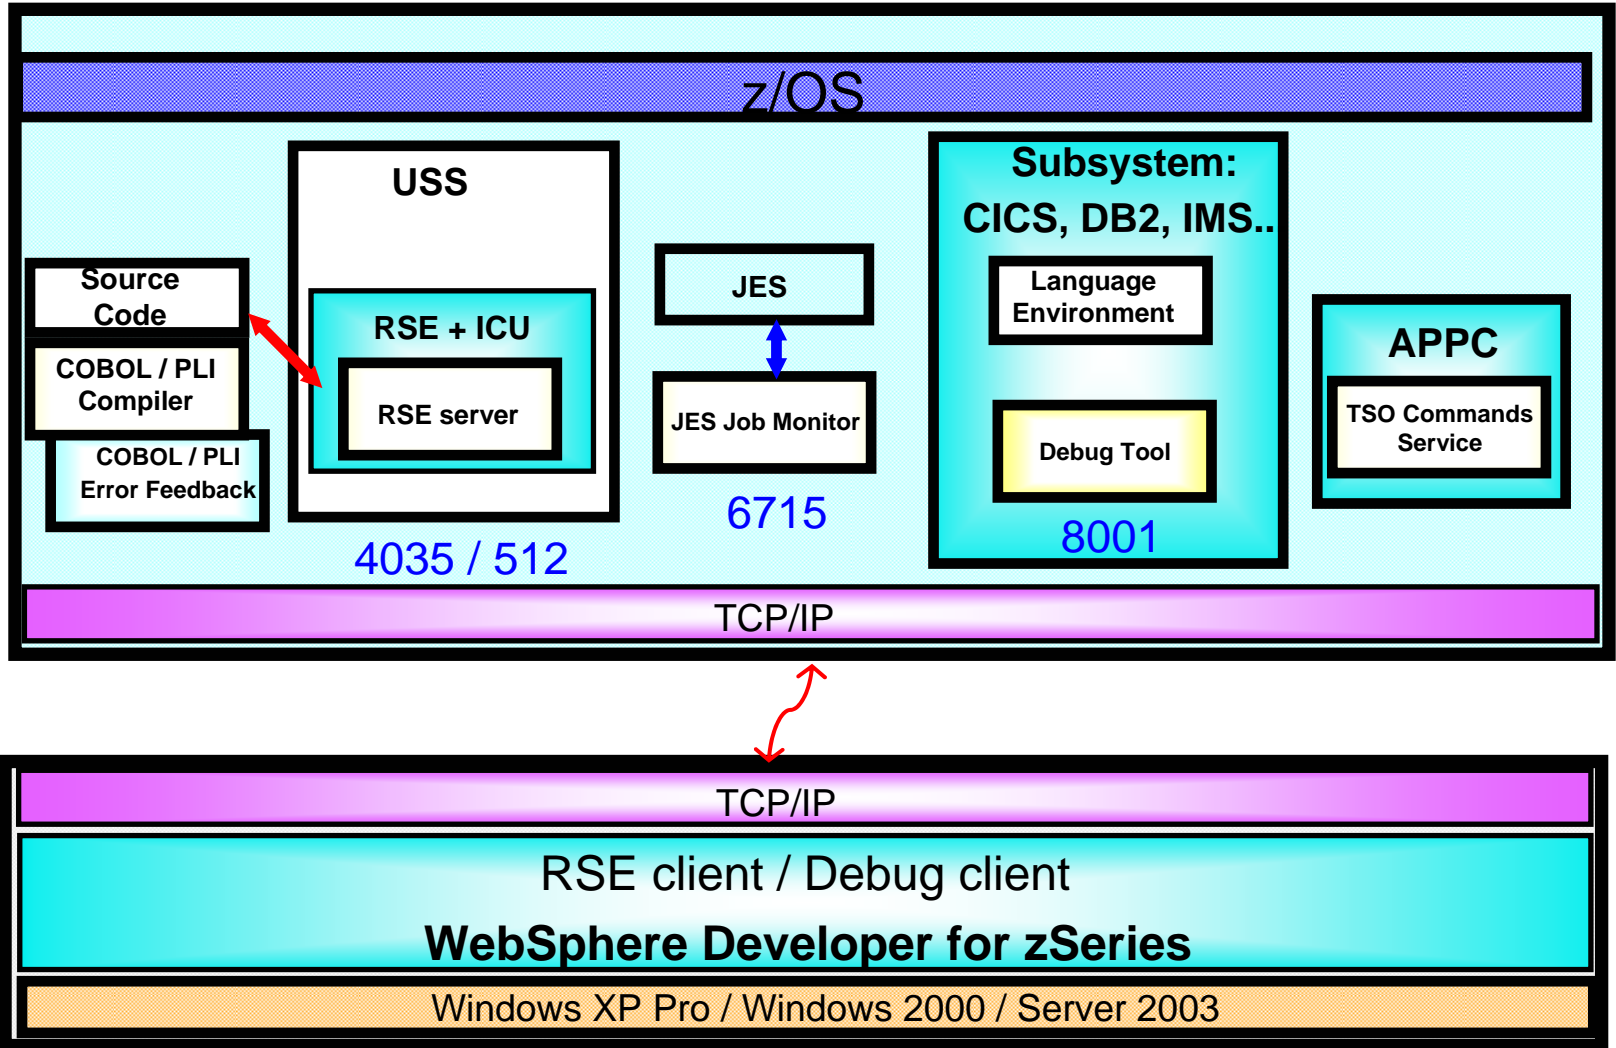 z/OS
USS
RSE + ICU
RSE server
4035 / 512
Source
Code
COBOL / PLI
Compiler
COBOL / PLI
Error Feedback
JES
JES Job Monitor
6715
Subsystem:
CICS, DB2, IMS..
Language
Environment
Debug Tool
8001
APPC
TSO Commands
Service
TCP/IP
TCP/IP
RSE client / Debug client
WebSphere Developer for zSeries
Windows XP Pro / Windows 2000 / Server 2003